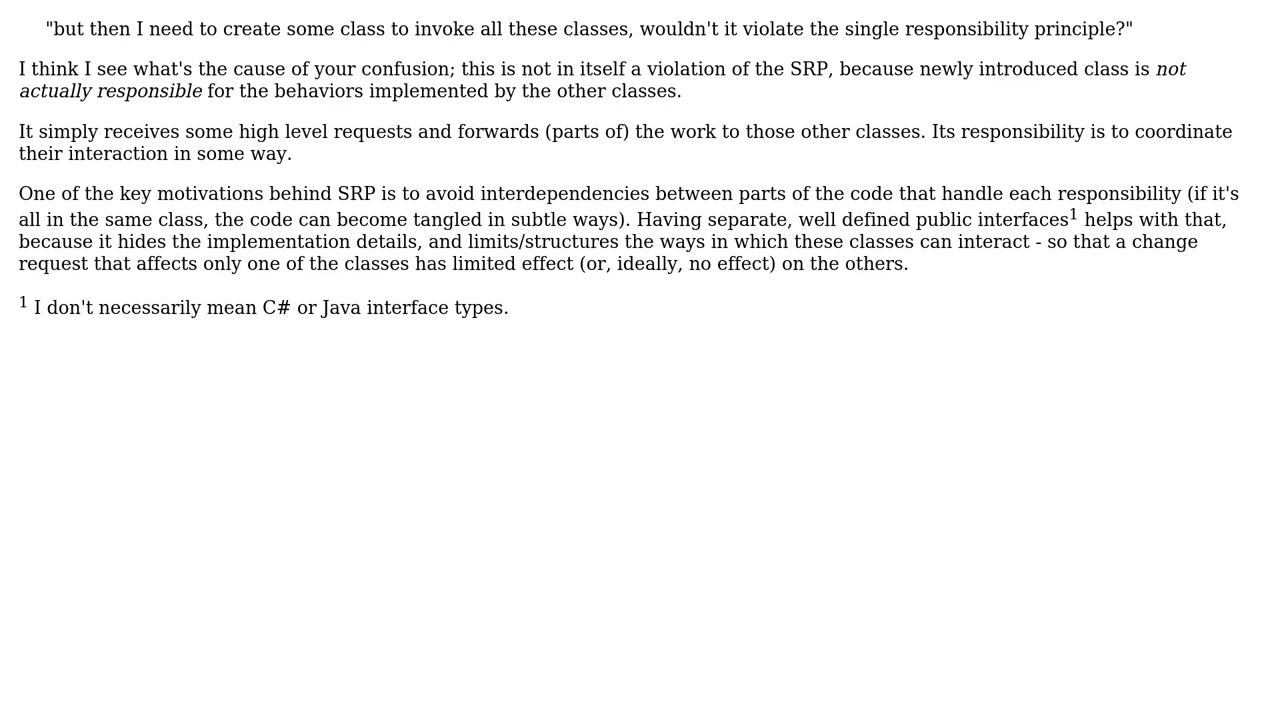 "but then I need to create some class to invoke all these classes, wouldn't it violate the single responsibility principle?"
I think I see what's the cause of your confusion; this is not in itself a violation of the SRP, because newly introduced class is not
actually responsible for the behaviors implemented by the other classes.
It simply receives some high level requests and forwards (parts of) the work to those other classes. Its responsibility is to coordinate
their interaction in some way.
One of the key motivations behind SRP is to avoid interdependencies between parts of the code that handle each responsibility (if it's
all in the same class, the code can become tangled in subtle ways). Having separate, well defined public interfaces1 helps with that,
because it hides the implementation details, and limits/structures the ways in which these classes can interact - so that a change
request that affects only one of the classes has limited effect (or, ideally, no effect) on the others.
1 I don't necessarily mean C# or Java interface types.